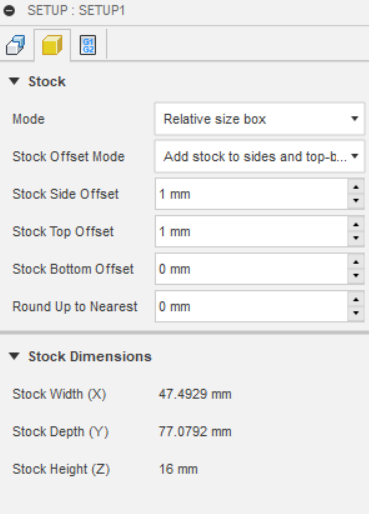 SETUP : SETUP1
G1
G2
Stock
Mode Relative size box
Stock Offset Mode Add stock to sides and top-b...
Stock Side Offset 1 mm
Stock Top Offset 1 mm
Stock Bottom Offset 0 mm
Round Up to Nearest 0 mm
Stock Dimensions
Stock Width (X) 47.4929 mm
Stock Depth (Y) 77.0792 mm
Stock Height (Z) 16 mm